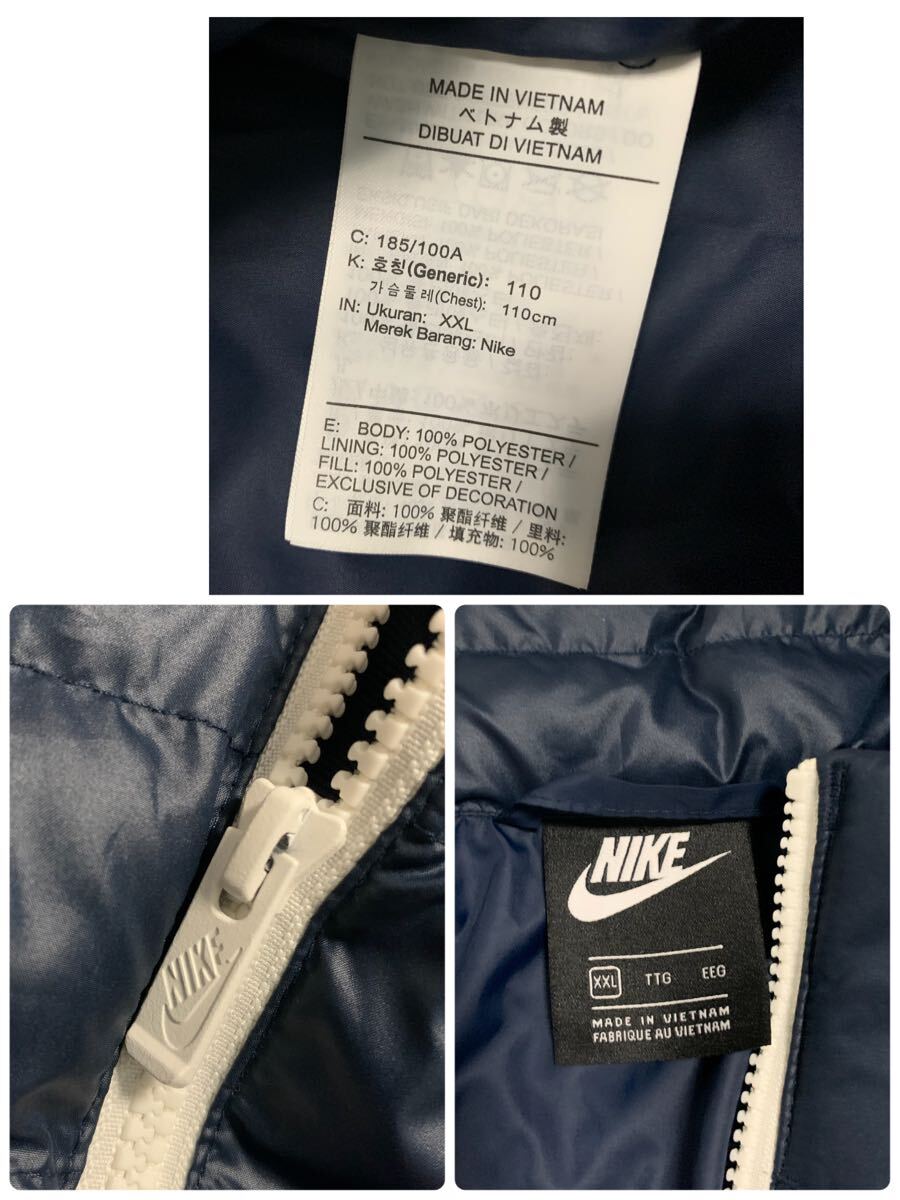 MADE IN VIETNAM
ベトナム製
DIBUAT DI VIETNAM
C: 185/100A
K: 호칭(Generic): 110
가슴둘레(Chest): 110cm
IN: Ukuran: XXL
Merek Barang: Nike
E: BODY: 100% POLYESTER /
LINING: 100% POLYESTER /
FILL: 100% POLYESTER /
EXCLUSIVE OF DECORATION
C: 面料: 100% 聚酯纤维 / 里料:
100% 聚酯纤维 / 填充物: 100%
NIKE
NIKE
XXL TTG EEG
MADE IN VIETNAM
FABRIQUE AU VIETNAM